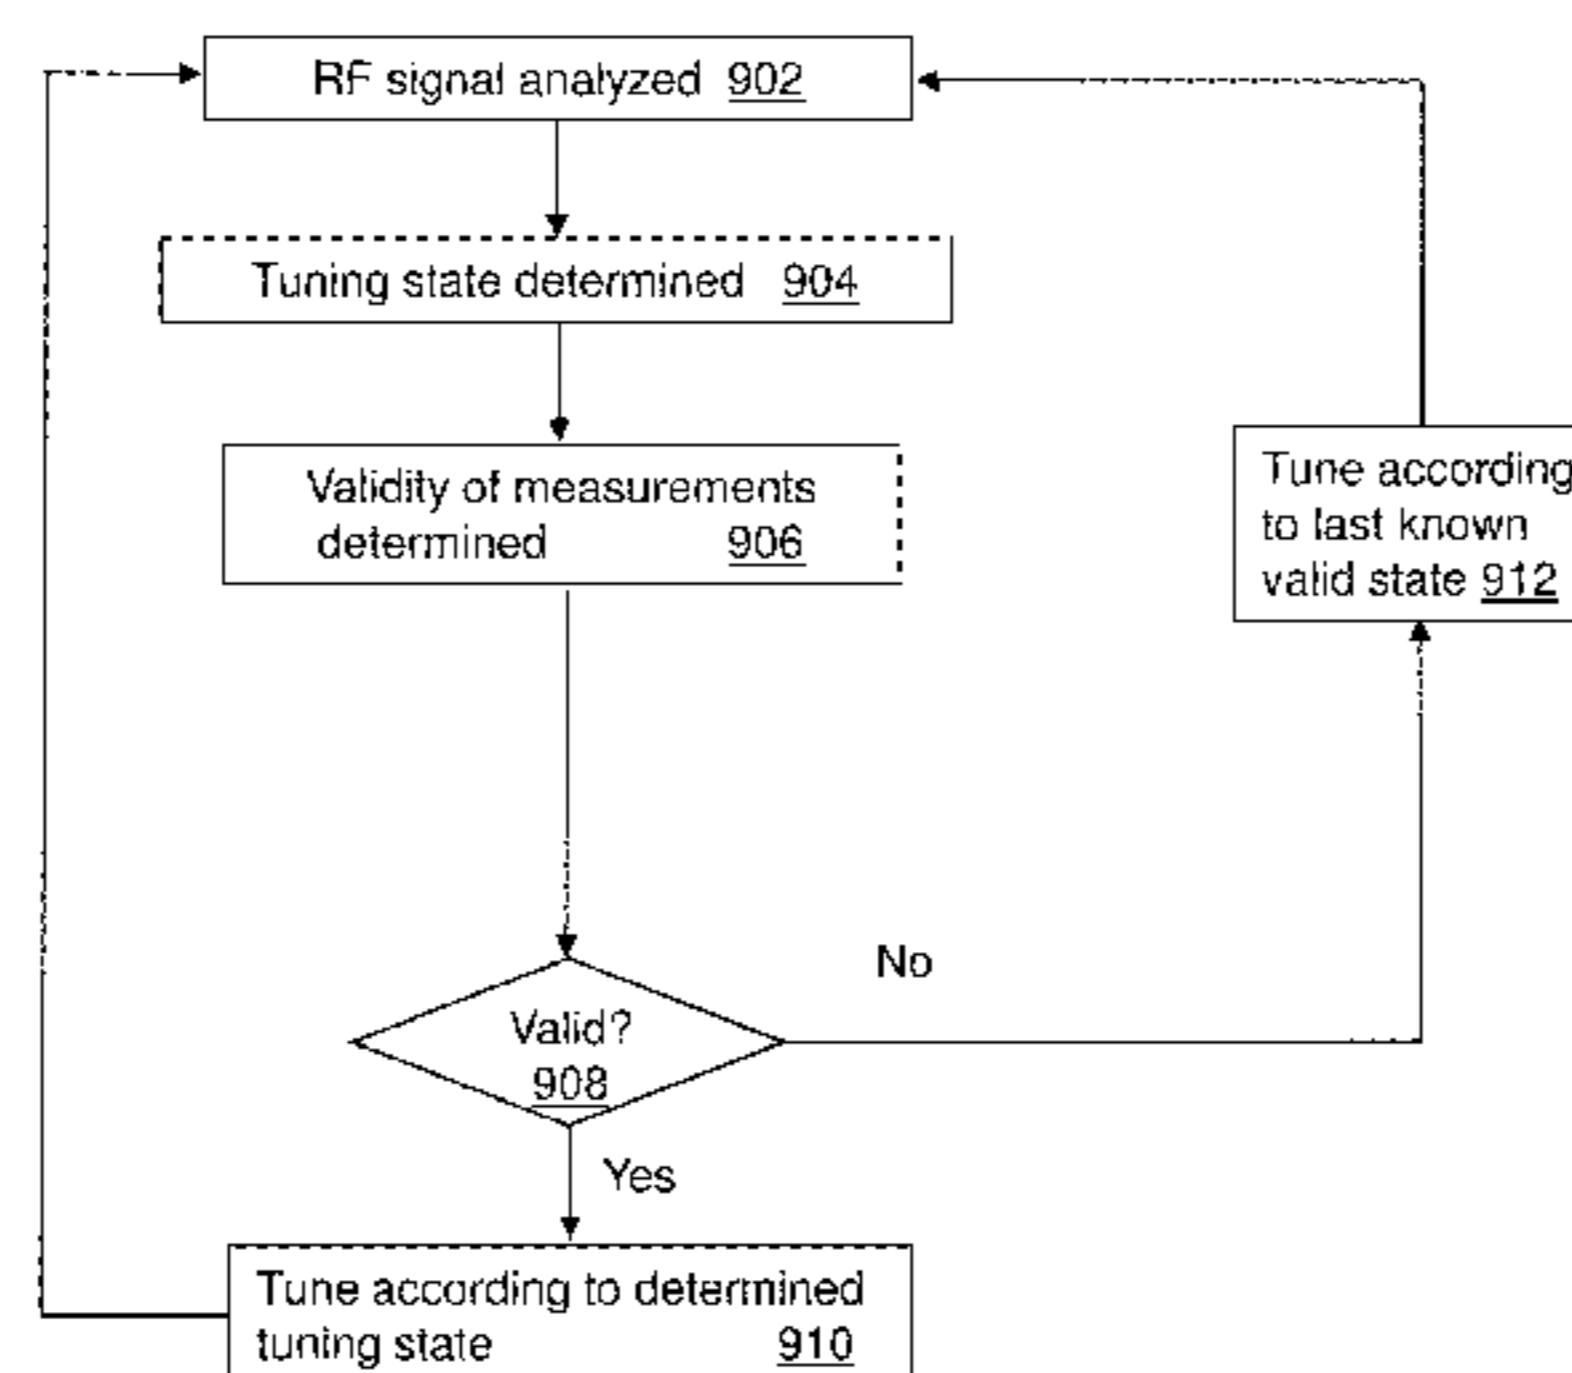 RF signal analyzed 902
Tuning state determined 904
Validity of measurements
determined 906
Tune according
to last known
valid state 912
No
Valid?
908
Yes
Tune according to determined
tuning state 910